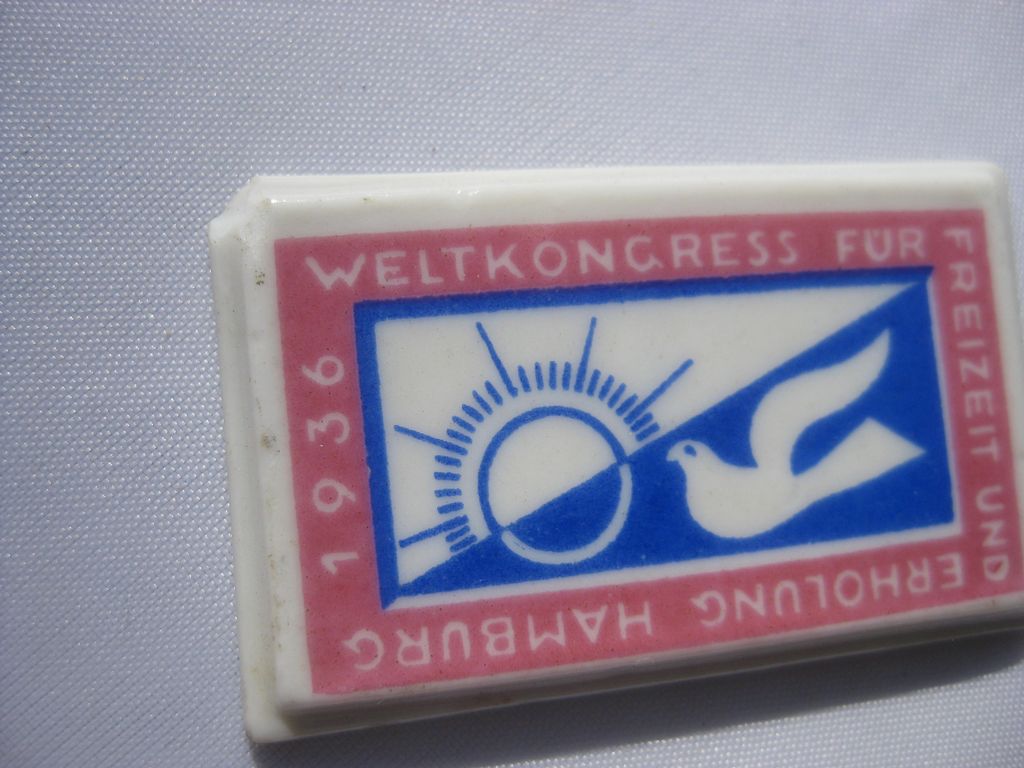 WELTKONGRESS FÜR
FREIZEIT UND
ERHOLUNG HAMBURG
1936